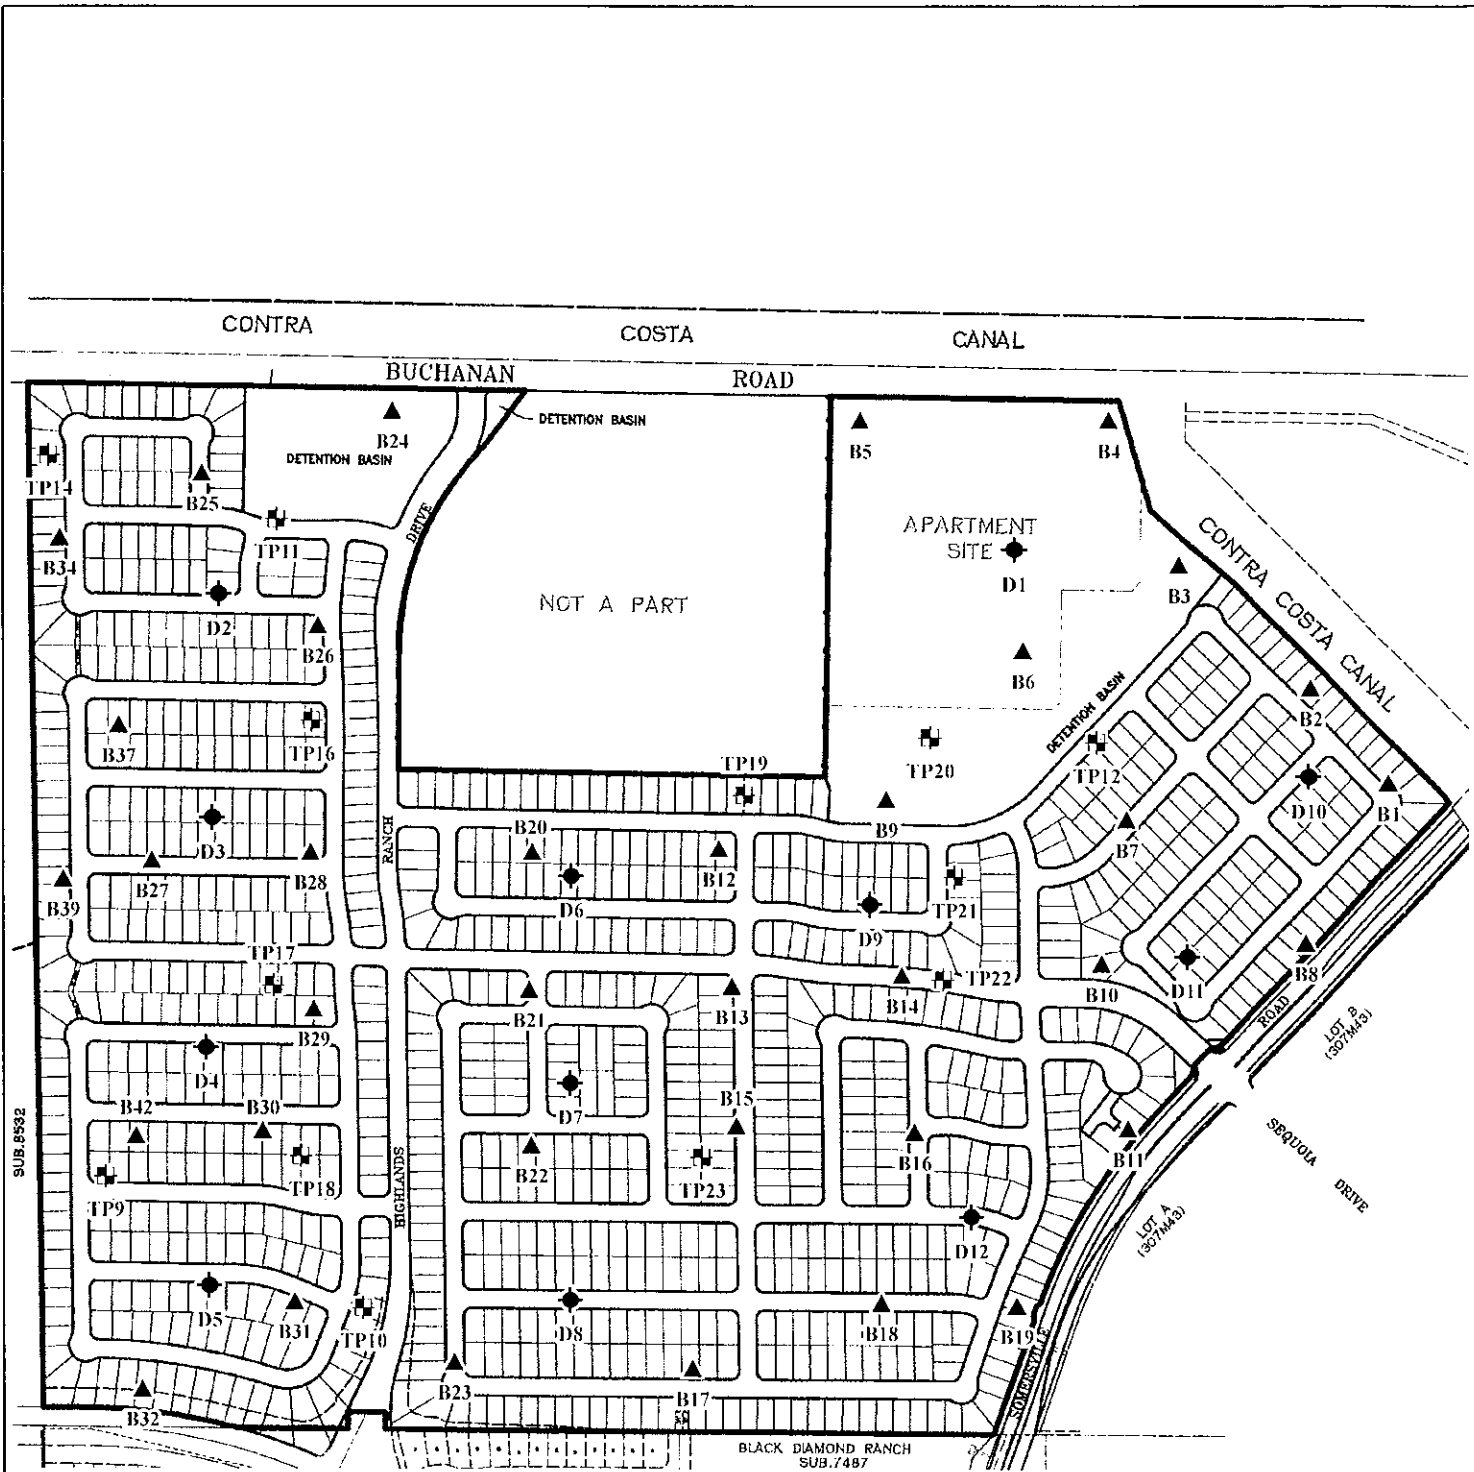 CONTRA COSTA CANAL
BUCHANAN ROAD
DETENTION BASIN
B24
DETENTION BASIN
B5
B4
TP14
B25
DRIVE
APARTMENT
SITE
D1
CONTRA COSTA CANAL
TP11
B34
B3
NOT A PART
D2
B26
B6
B2
DETENTION BASIN
B37
TP16
TP19
TP20
TP12
D10
B1
RANCH
B20
B9
B7
D3
B27
B28
B12
B39
D6
TP21
D9
TP17
B14
TP22
B10
D11
B8
ROAD
B21
B13
LOT B
(307M43)
B29
D4
B42
B30
D7
B15
SUB.8532
SEQUOIA
DRIVE
B22
B16
B11
TP18
TP23
TP9
HIGHLANDS
LOT A
(307M43)
D12
D5
B31
TP10
D8
B18
B19
SOMERSVILLE
B23
B17
B32
BLACK DIAMOND RANCH
SUB.7487